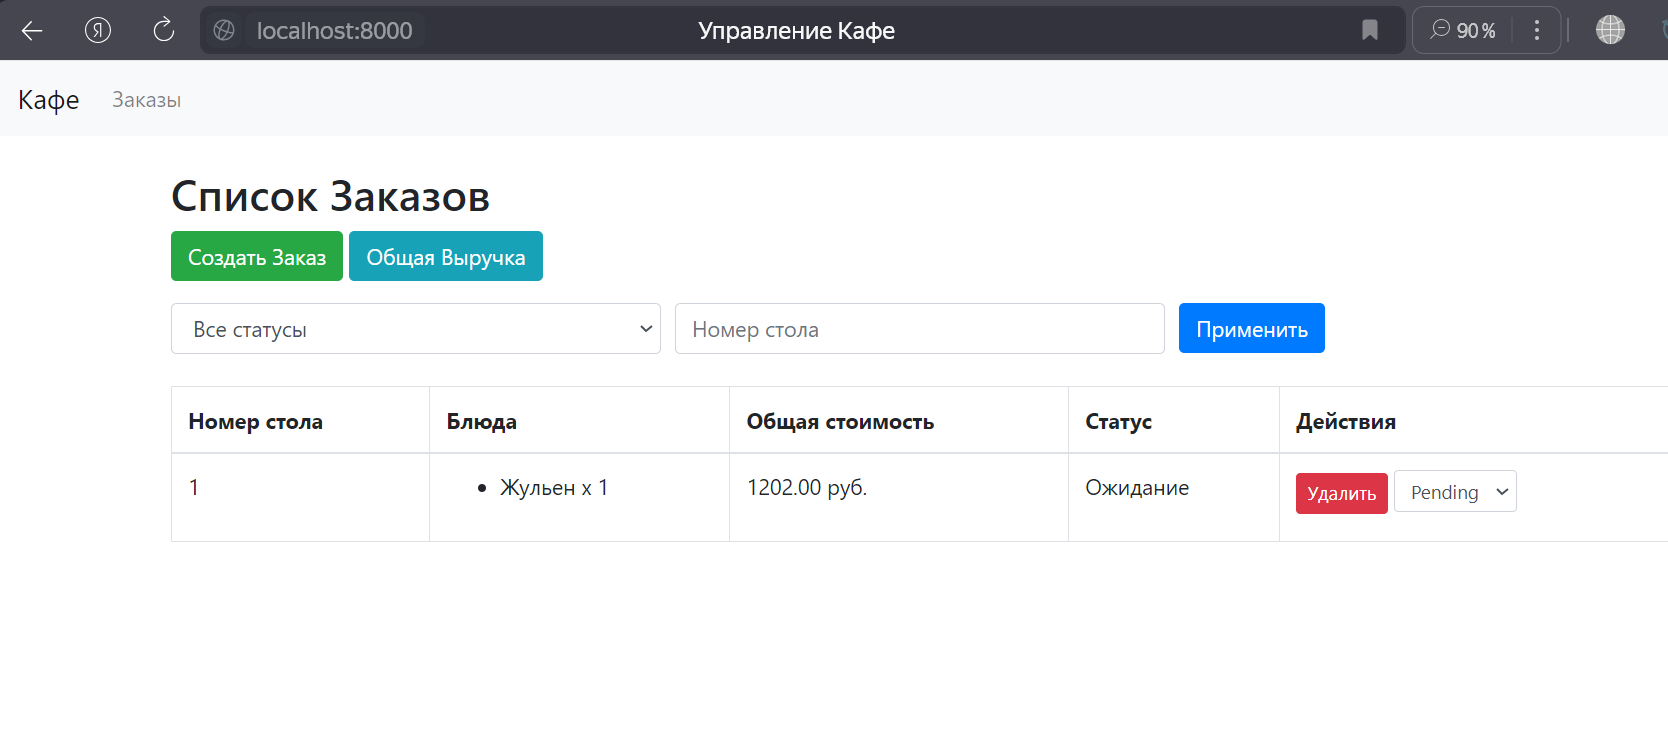 Я localhost:8000 Управление Кафе 90 %
Кафе Заказы
Список Заказов
Создать Заказ Общая Выручка
Все статусы Номер стола Применить
Номер стола Блюда Общая стоимость Статус Действия
1 • Жульен x 1 1202.00 руб. Ожидание Удалить Pending